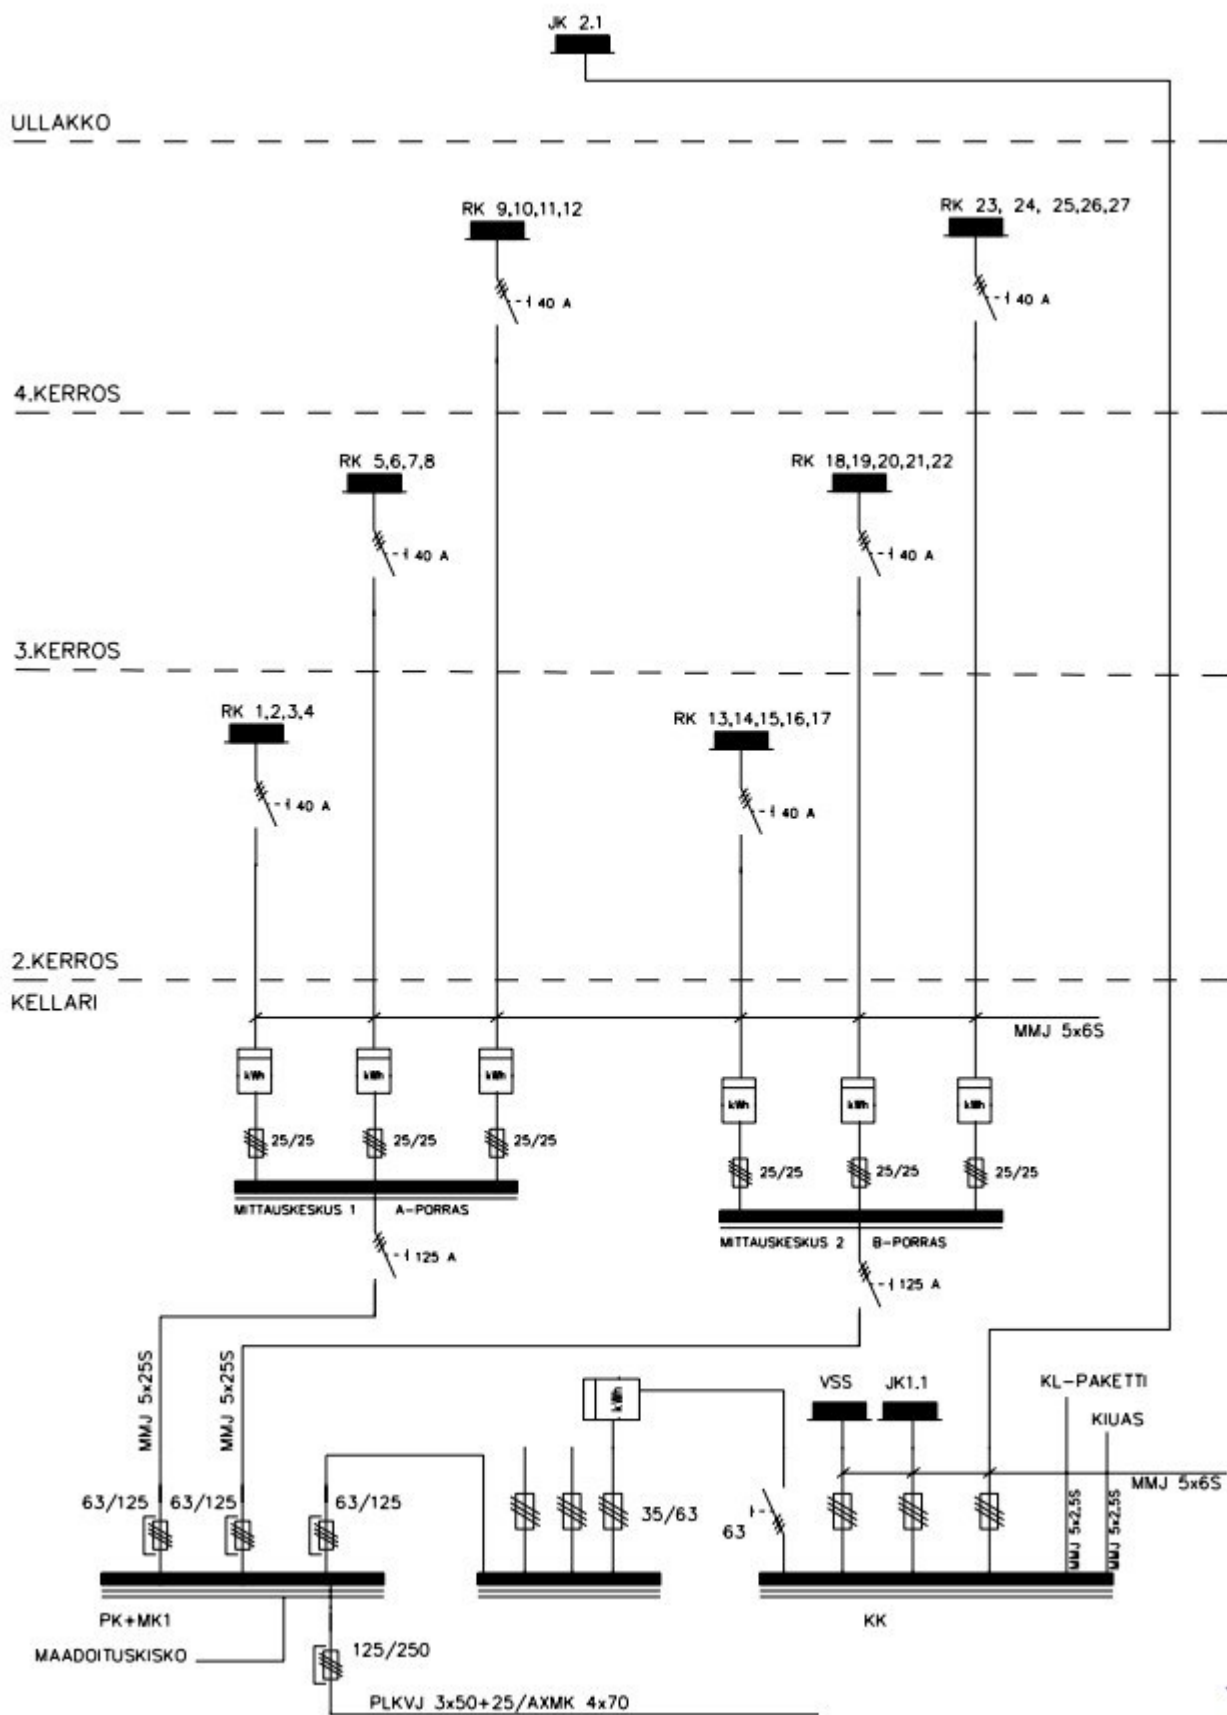 JK 2.1
ULLAKKO
RK 9,10,11,12
RK 23, 24, 25,26,27
40 A
40 A
4.KERROS
RK 5,6,7,8
RK 18,19,20,21,22
40 A
40 A
3.KERROS
RK 1,2,3,4
RK 13,14,15,16,17
40 A
40 A
2.KERROS
KELLARI
MMJ 5x6S
kWh
kWh
kWh
kWh
kWh
kWh
25/25
25/25
25/25
25/25
25/25
25/25
MITTAUSKESKUS 1 A-PORRAS
MITTAUSKESKUS 2 B-PORRAS
125 A
125 A
MMJ 5x25S
MMJ 5x25S
kWh
VSS
JK1.1
KL-PAKETTI
KIUAS
MMJ 5x6S
63/125
63/125
63/125
35/63
63
MMJ 5x2,5S
MMJ 5x2,5S
PK+MK1
KK
MAADOITUSKISKO
125/250
PLKVJ 3x50+25/AXMK 4x70